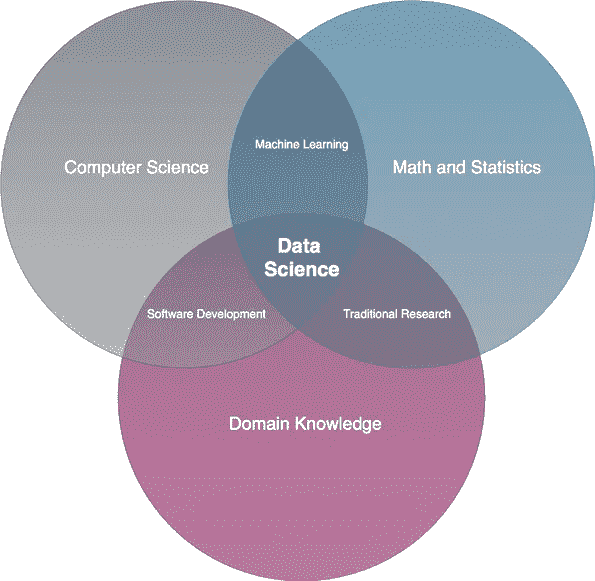 Machine Learning
Computer Science
Math and Statistics
Data
Science
Software Development
Traditional Research
Domain Knowledge